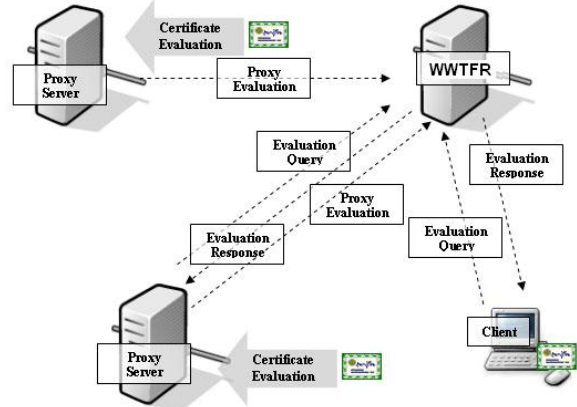 Certificate
Evaluation
Proxy
Server
Proxy
Evaluation
WWTFR
Evaluation
Query
Evaluation
Response
Proxy
Evaluation
Evaluation
Response
Evaluation
Query
Proxy
Server
Certificate
Evaluation
Client